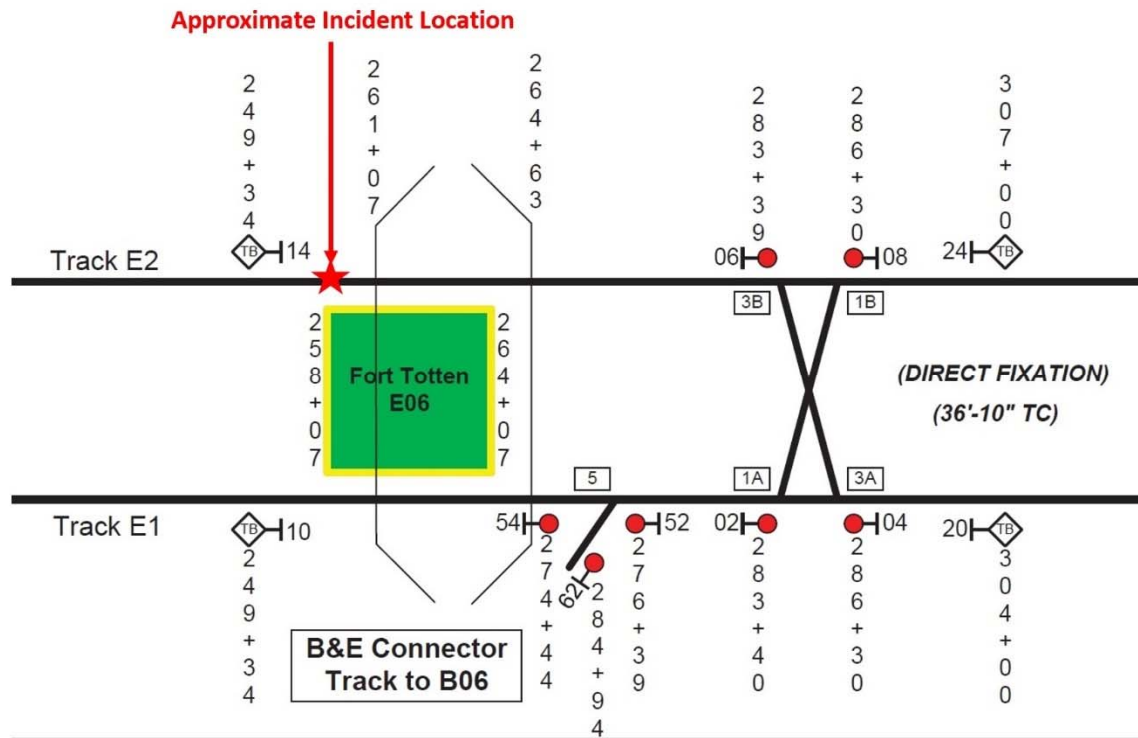 Approximate Incident Location
249+34
261+07
264+63
283+39
286+30
307+00
Track E2
TB
14
06
08
24
TB
3B
1B
258+07
Fort Totten
E06
264+07
(DIRECT FIXATION)
(36'-10" TC)
5
1A
3A
Track E1
TB
10
54
52
02
04
20
TB
62
249+34
274+44
284+94
276+39
283+40
286+30
304+00
B&E Connector
Track to B06